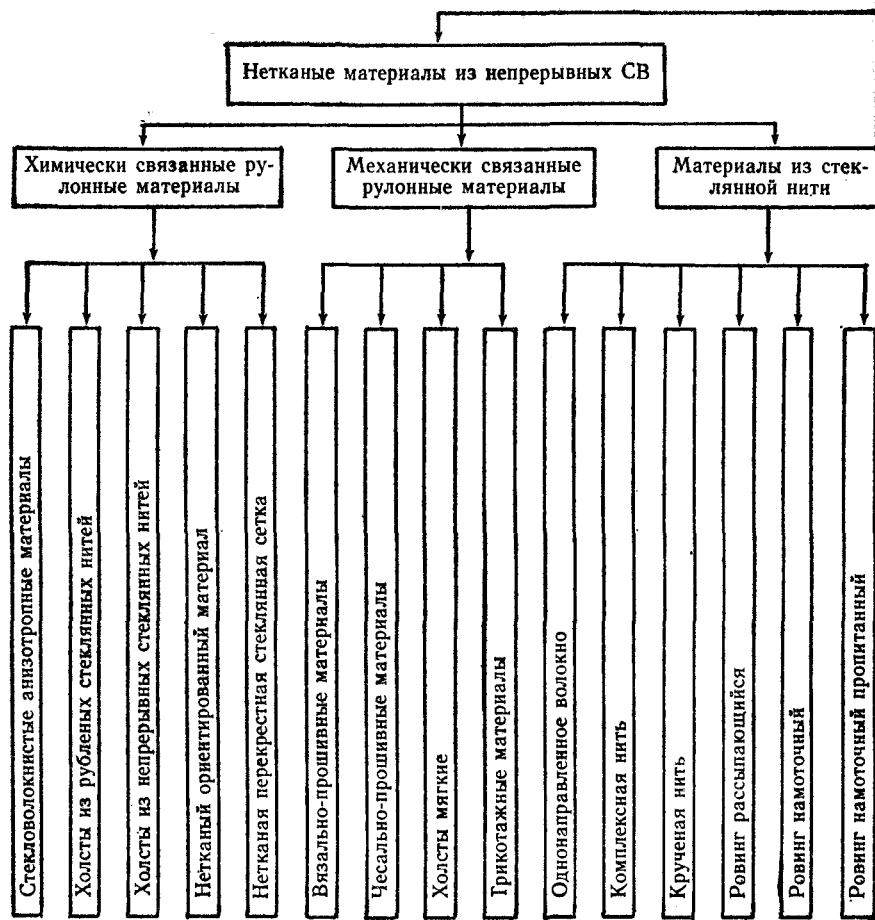 Нетканые материалы из непрерывных СВ
Химически связанные ру-
лонные материалы
Механически связанные
рулонные материалы
Материалы из стек-
лянной нити
Стекловолокнистые анизотропные материалы
Холсты из рубленых стеклянных нитей
Холсты из непрерывных стеклянных нитей
Нетканый ориентированный материал
Нетканая перекрестная стеклянная сетка
Вязально-прошивные материалы
Чесально-прошивные материалы
Холсты мягкие
Грикотажные материалы
Однонаправленное волокно
Комплексная нить
Крученая нить
Ровинг рассыпающийся
Ровинг намоточный
Ровинг намоточный пропитанный